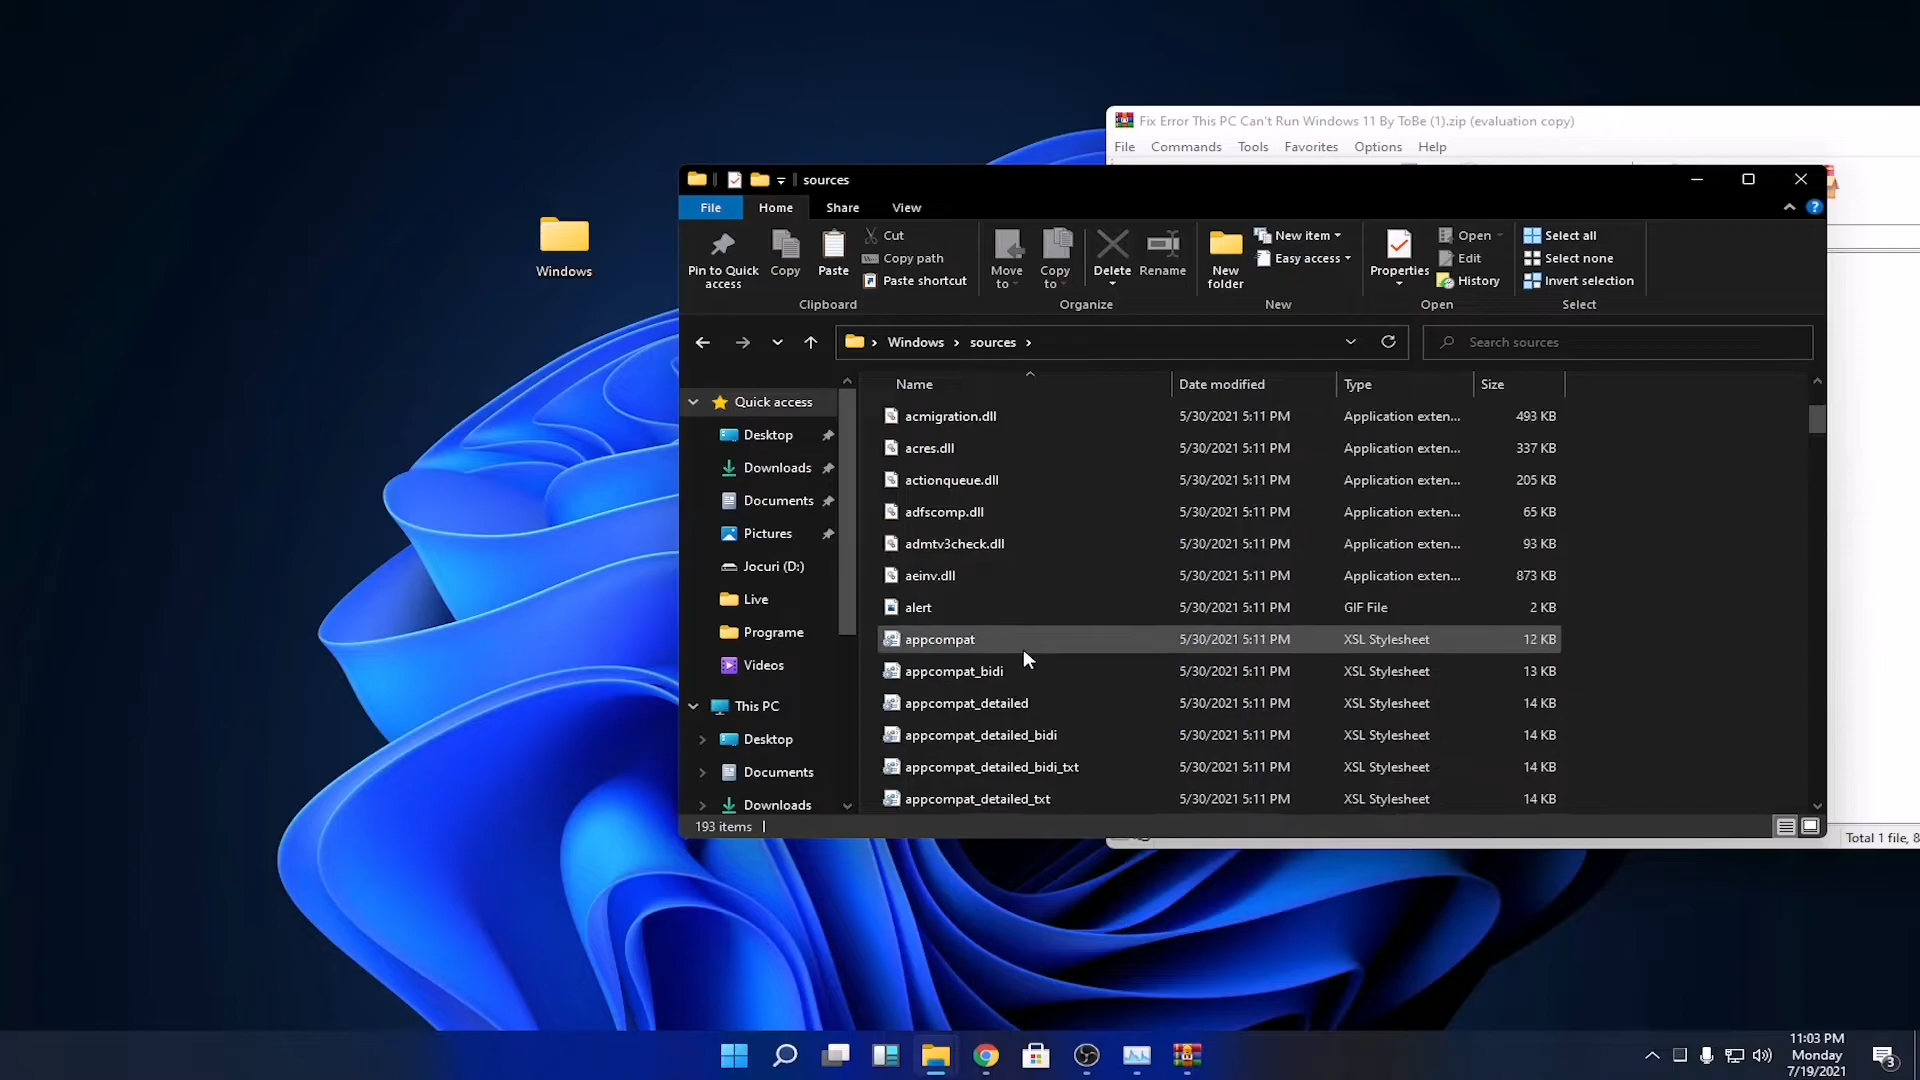 Fix Error This PC Can't Run Windows 11 By ToBe (1).zip (evaluation copy)
File Commands Tools Favorites Options Help
sources
File Home Share View
Windows
Pin to Quick access
Copy
Paste
Cut
Copy path
Paste shortcut
Clipboard
Move to
Copy to
Delete
Rename
Organize
New folder
New item
Easy access
New
Properties
Open
Edit
History
Open
Select all
Select none
Invert selection
Select
Windows › sources ›
Search sources
Quick access
Desktop
Downloads
Documents
Pictures
Jocuri (D:)
Live
Programe
Videos
This PC
Desktop
Documents
Downloads
Name Date modified Type Size
acmigration.dll 5/30/2021 5:11 PM Application exten... 493 KB
acres.dll 5/30/2021 5:11 PM Application exten... 337 KB
actionqueue.dll 5/30/2021 5:11 PM Application exten... 205 KB
adfscomp.dll 5/30/2021 5:11 PM Application exten... 65 KB
admtv3check.dll 5/30/2021 5:11 PM Application exten... 93 KB
aeinv.dll 5/30/2021 5:11 PM Application exten... 873 KB
alert 5/30/2021 5:11 PM GIF File 2 KB
appcompat 5/30/2021 5:11 PM XSL Stylesheet 12 KB
appcompat_bidi 5/30/2021 5:11 PM XSL Stylesheet 13 KB
appcompat_detailed 5/30/2021 5:11 PM XSL Stylesheet 14 KB
appcompat_detailed_bidi 5/30/2021 5:11 PM XSL Stylesheet 14 KB
appcompat_detailed_bidi_txt 5/30/2021 5:11 PM XSL Stylesheet 14 KB
appcompat_detailed_txt 5/30/2021 5:11 PM XSL Stylesheet 14 KB
193 items
Total 1 file, 8
11:03 PM
Monday
7/19/2021
3